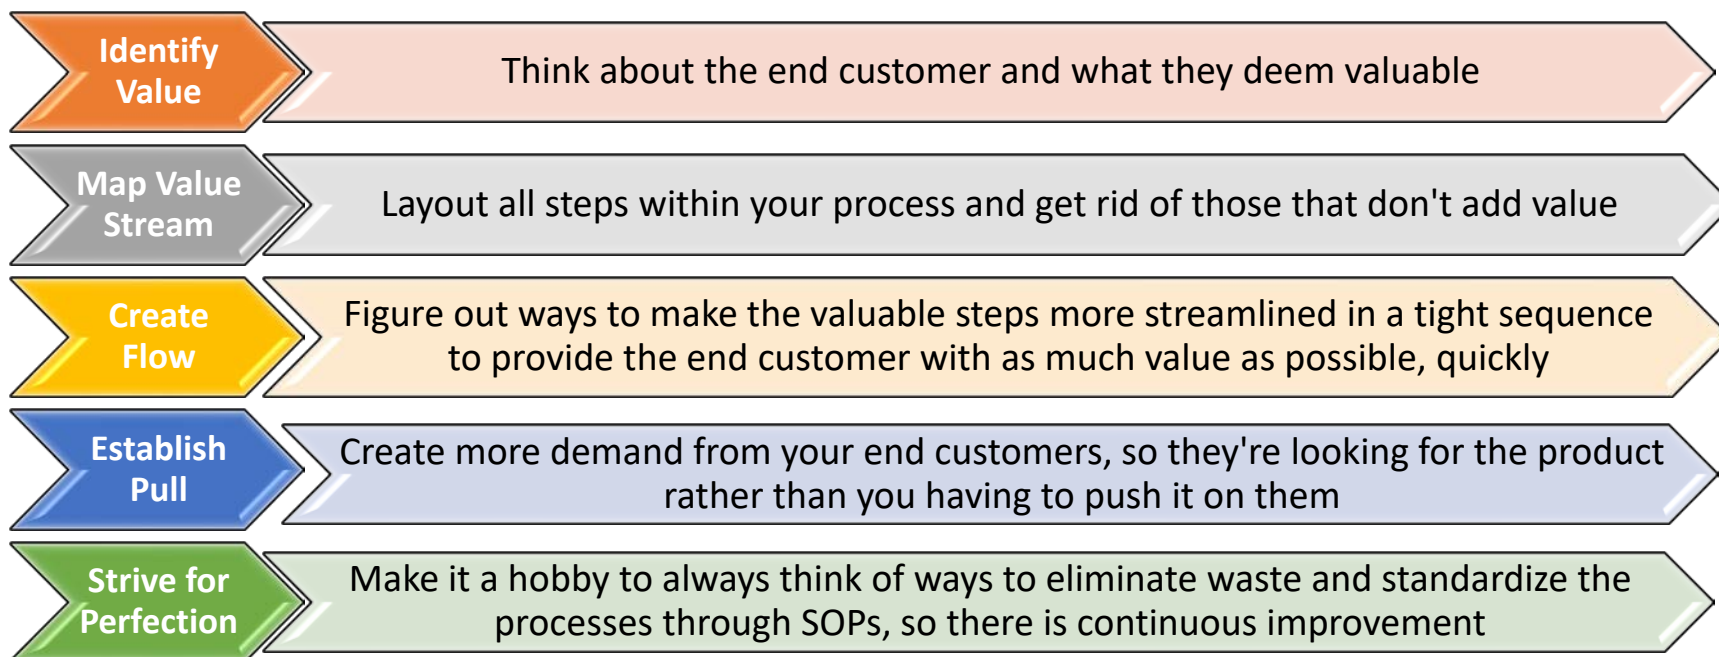 Identify
Value
Think about the end customer and what they deem valuable
Map Value
Stream
Layout all steps within your process and get rid of those that don't add value
Create
Flow
Figure out ways to make the valuable steps more streamlined in a tight sequence
to provide the end customer with as much value as possible, quickly
Establish
Pull
Create more demand from your end customers, so they're looking for the product
rather than you having to push it on them
Strive for
Perfection
Make it a hobby to always think of ways to eliminate waste and standardize the
processes through SOPs, so there is continuous improvement